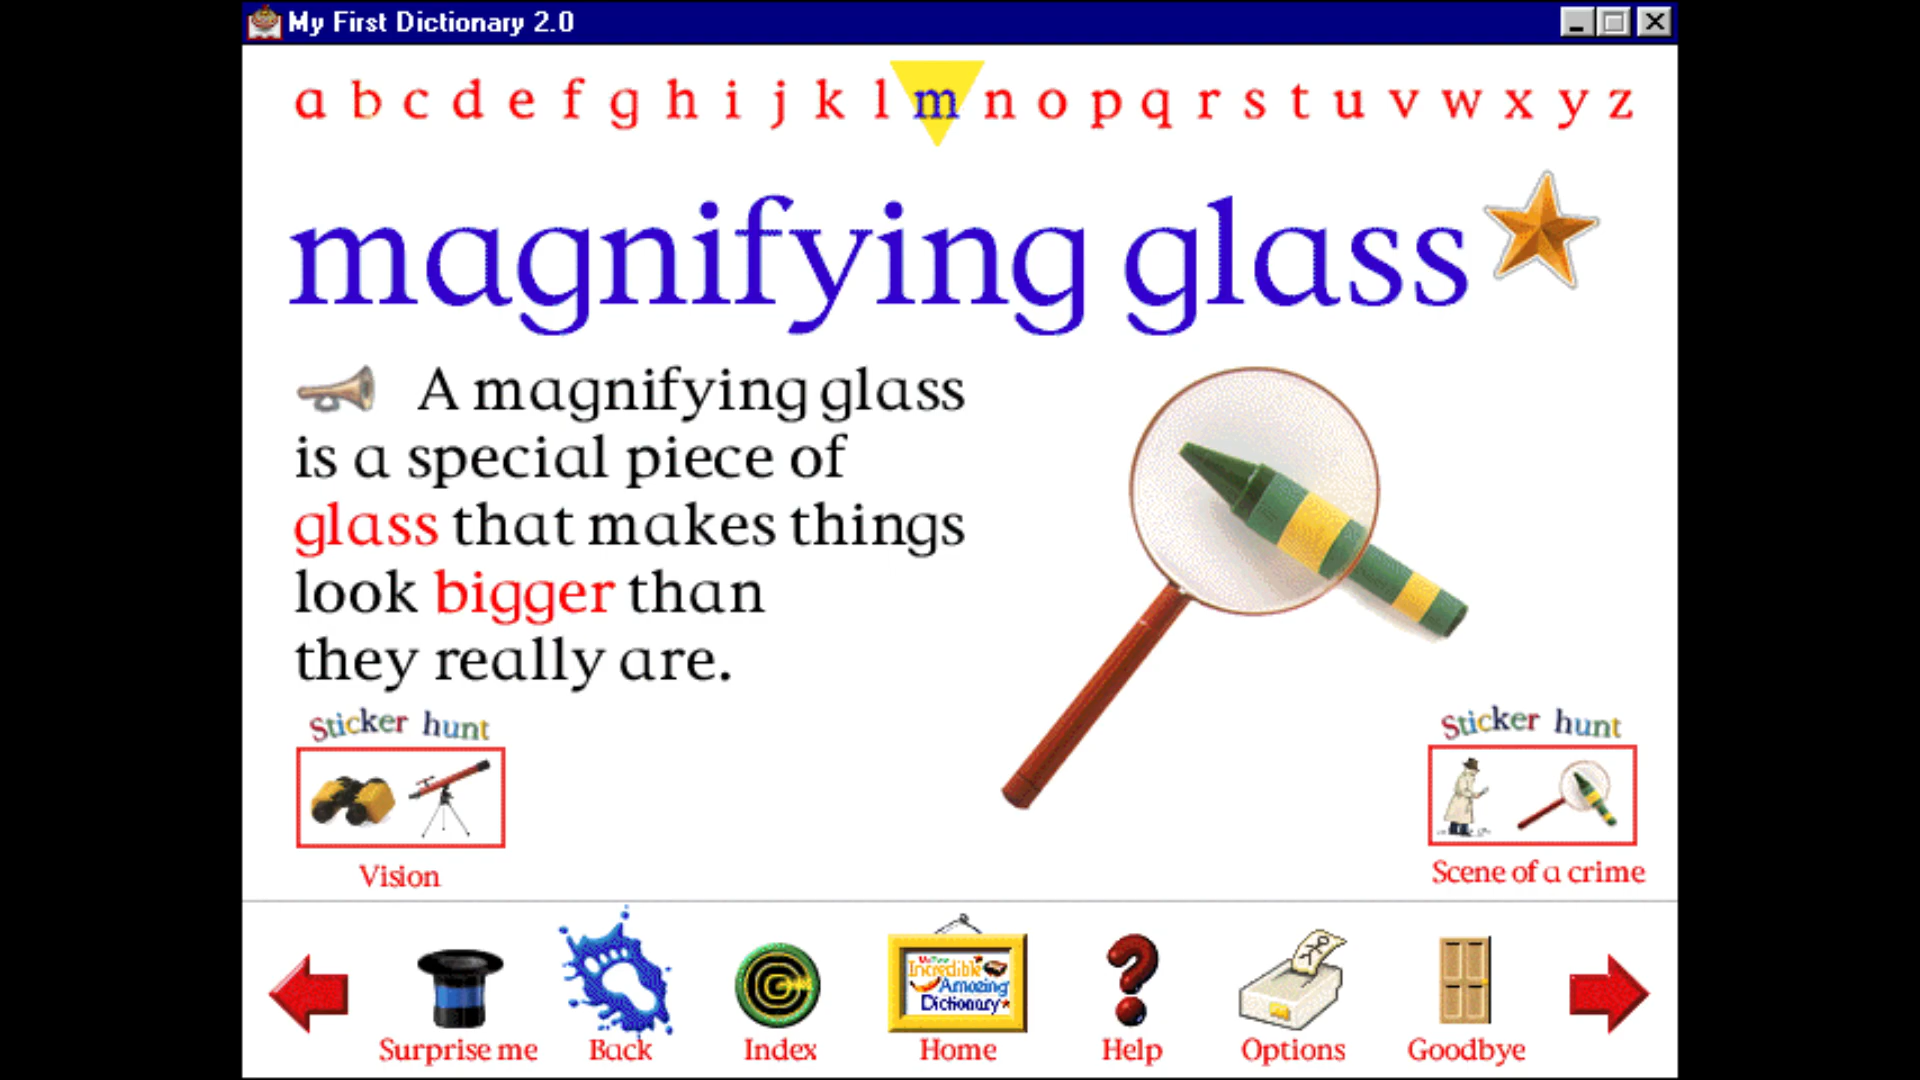 My First Dictionary 2.0
a b c d e f g h i j k l m n o p q r s t u v w x y z
magnifying glass
A magnifying glass
is a special piece of
glass that makes things
look bigger than
they really are.
Sticker hunt
Vision
Sticker hunt
Scene of a crime
My First
Incredible
Amazing
Dictionary
Surprise me
Back
Index
Home
Help
Options
Goodbye